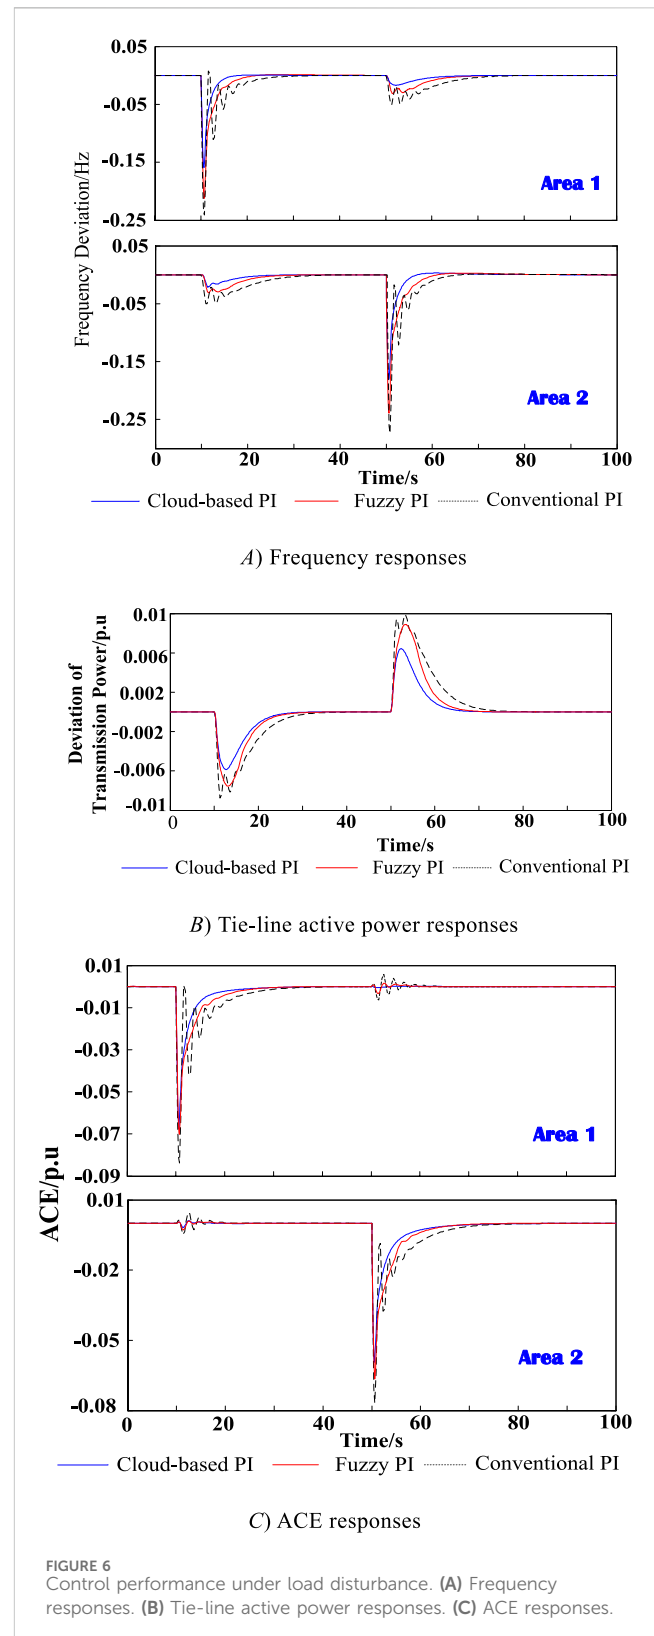 0.05
-0.05
-0.15
-0.25
Area 1
Frequency Deviation/Hz
0.05
-0.05
-0.15
-0.25
Area 2
0 20 40 60 80 100
Time/s
Cloud-based PI Fuzzy PI Conventional PI
A) Frequency responses
Deviation of
Transmission Power/p.u
0.01
0.006
0.002
-0.002
-0.006
-0.01
0 20 40 60 80 100
Time/s
Cloud-based PI Fuzzy PI Conventional PI
B) Tie-line active power responses
0.01
-0.01
-0.03
-0.05
-0.07
-0.09
Area 1
ACE/p.u
0.01
-0.02
-0.05
-0.08
Area 2
0 20 40 60 80 100
Time/s
Cloud-based PI Fuzzy PI Conventional PI
C) ACE responses
FIGURE 6
Control performance under load disturbance. (A) Frequency
responses. (B) Tie-line active power responses. (C) ACE responses.